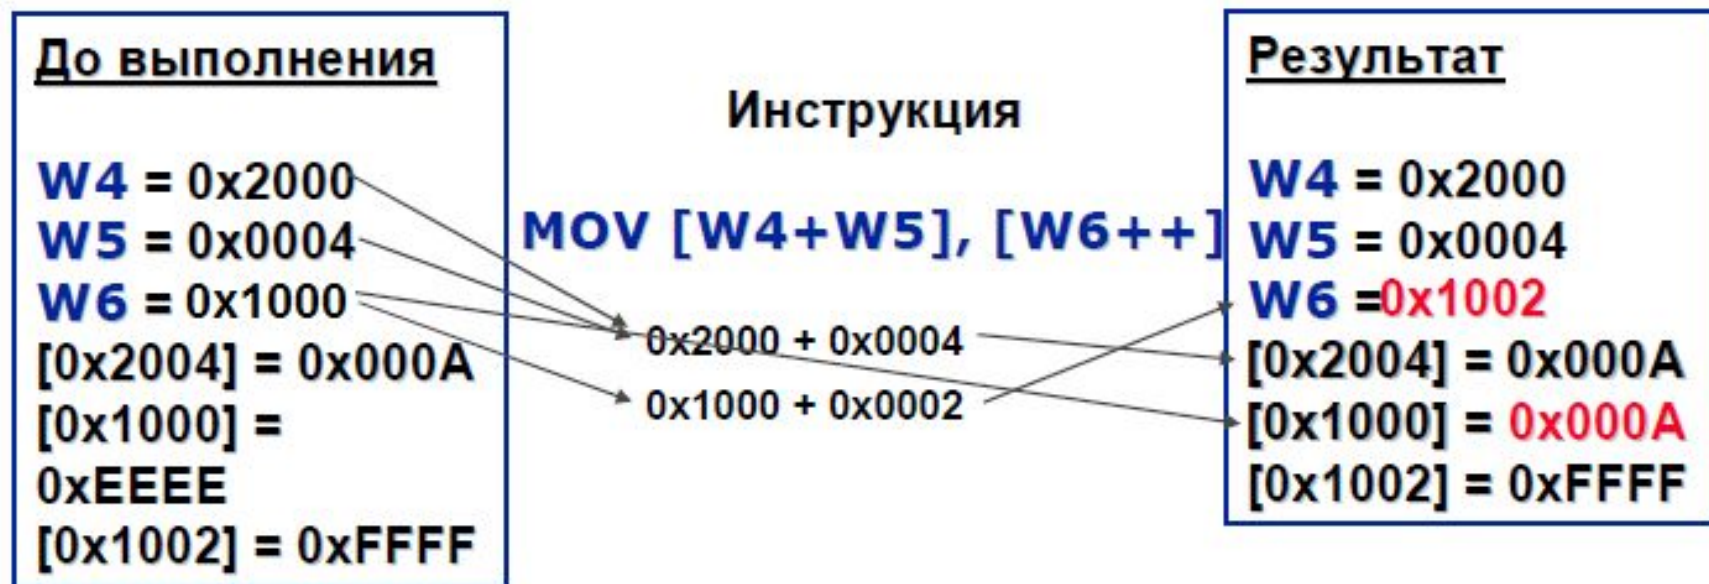 До выполнения
W4 = 0x2000
W5 = 0x0004
W6 = 0x1000
[0x2004] = 0x000A
[0x1000] =
0xEEEE
[0x1002] = 0xFFFF
Инструкция
MOV [W4+W5], [W6++]
0x2000 + 0x0004
0x1000 + 0x0002
Результат
W4 = 0x2000
W5 = 0x0004
W6 =0x1002
[0x2004] = 0x000A
[0x1000] = 0x000A
[0x1002] = 0xFFFF